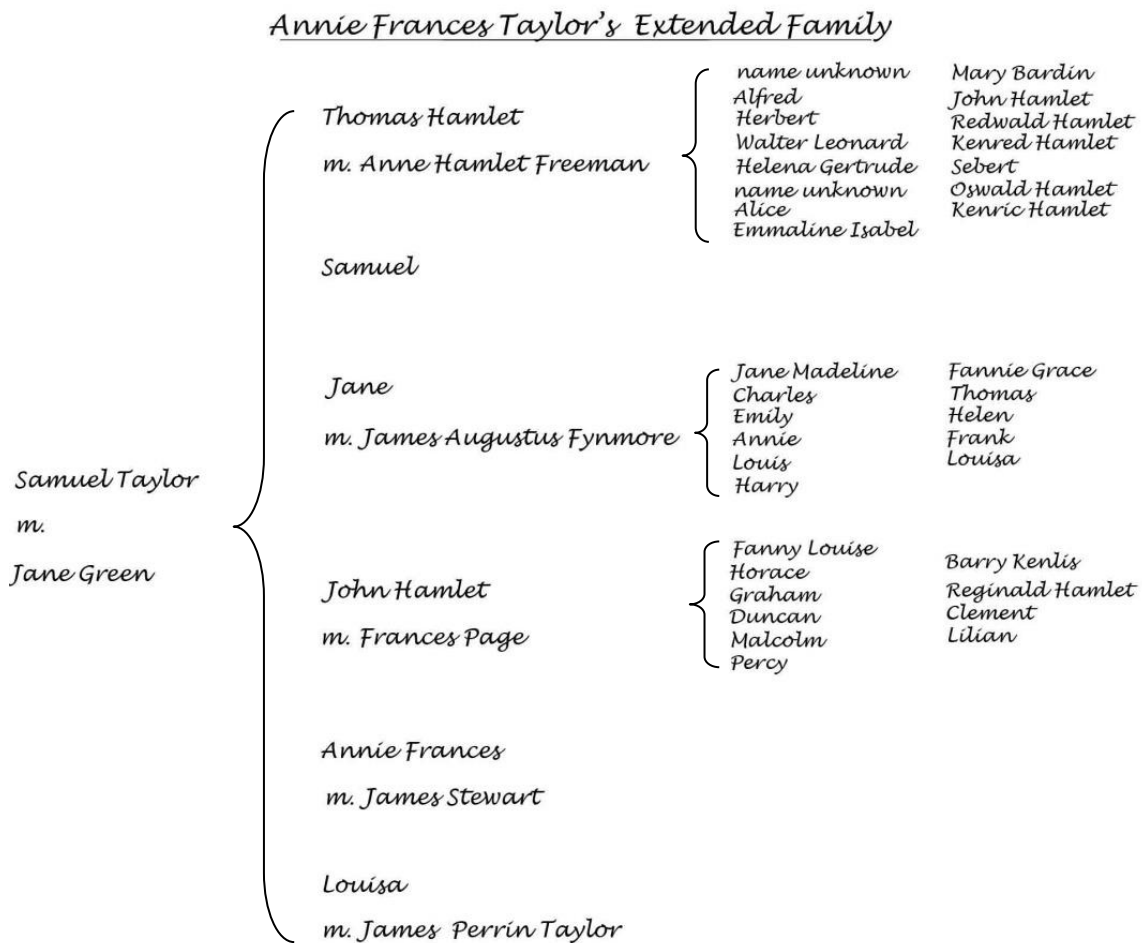 Annie Frances Taylor's Extended Family
Thomas Hamlet
m. Anne Hamlet Freeman
name unknown
Alfred
Herbert
Walter Leonard
Helena Gertrude
name unknown
Alice
Emmaline Isabel
Mary Bardin
John Hamlet
Redwald Hamlet
Kenred Hamlet
Sebert
Oswald Hamlet
Kenric Hamlet
Samuel
Jane
m. James Augustus Fynmore
Jane Madeline
Charles
Emily
Annie
Louis
Harry
Fannie Grace
Thomas
Helen
Frank
Louisa
Samuel Taylor
m.
Jane Green
John Hamlet
m. Frances Page
Fanny Louise
Horace
Graham
Duncan
Malcolm
Percy
Barry Kenlis
Reginald Hamlet
Clement
Lilian
Annie Frances
m. James Stewart
Louisa
m. James Perrin Taylor